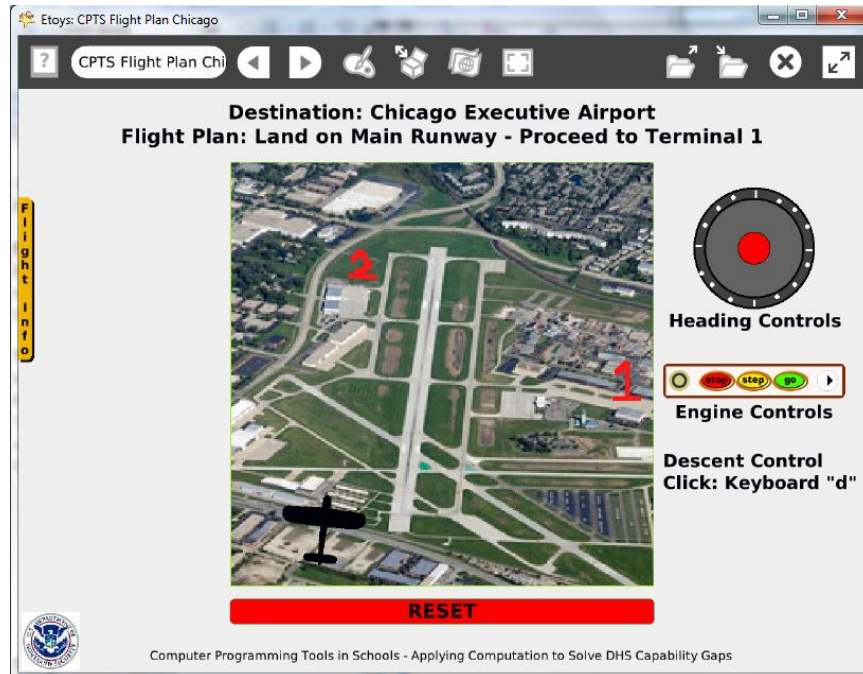 Etoys: CPTS Flight Plan Chicago
?
CPTS Flight Plan Chi
Destination: Chicago Executive Airport
Flight Plan: Land on Main Runway - Proceed to Terminal 1
Flight Info
2
1
Heading Controls
stop step go
Engine Controls
Descent Control
Click: Keyboard "d"
RESET
Computer Programming Tools in Schools - Applying Computation to Solve DHS Capability Gaps